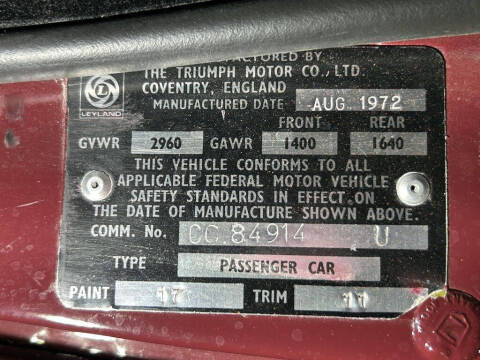 MANUFACTURED BY
THE TRIUMPH MOTOR CO., LTD.
COVENTRY, ENGLAND
LEYLAND
MANUFACTURED DATE AUG. 1972
FRONT REAR
GVWR 2960 GAWR 1400 1640
THIS VEHICLE CONFORMS TO ALL
APPLICABLE FEDERAL MOTOR VEHICLE
SAFETY STANDARDS IN EFFECT ON
THE DATE OF MANUFACTURE SHOWN ABOVE.
COMM. No. CC 84914 U
TYPE PASSENGER CAR
PAINT 17 TRIM 11